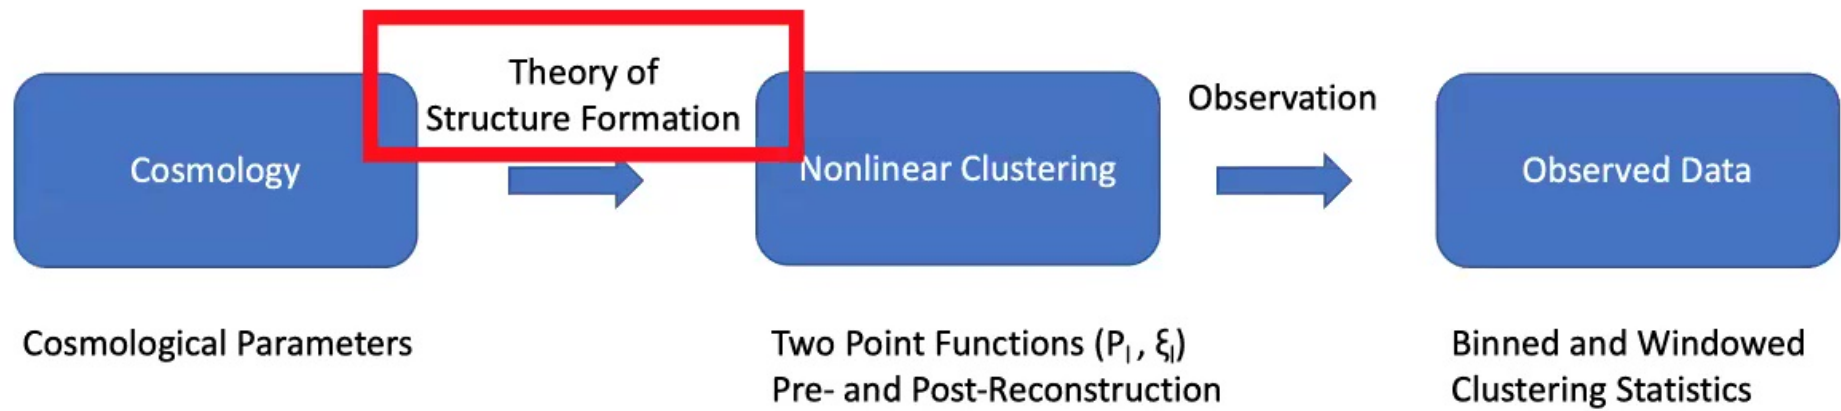 Theory of
Structure Formation
Cosmology
Nonlinear Clustering
Observation
Observed Data
Cosmological Parameters
Two Point Functions (Pₗ , ξₗ)
Pre- and Post-Reconstruction
Binned and Windowed
Clustering Statistics